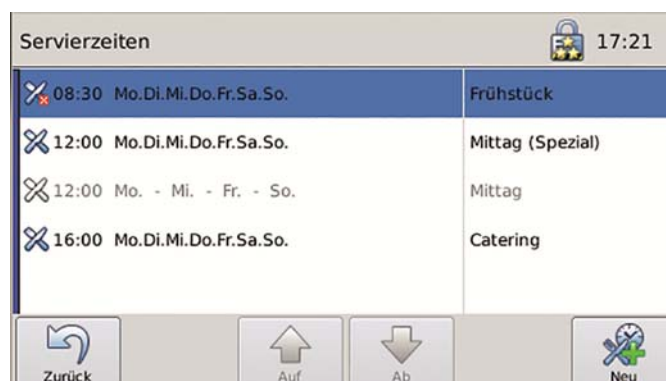 Servierzeiten 17:21
08:30 Mo.Di.Mi.Do.Fr.Sa.So. Frühstück
12:00 Mo.Di.Mi.Do.Fr.Sa.So. Mittag (Spezial)
12:00 Mo. - Mi. - Fr. - So. Mittag
16:00 Mo.Di.Mi.Do.Fr.Sa.So. Catering
Zurück Auf Ab Neu